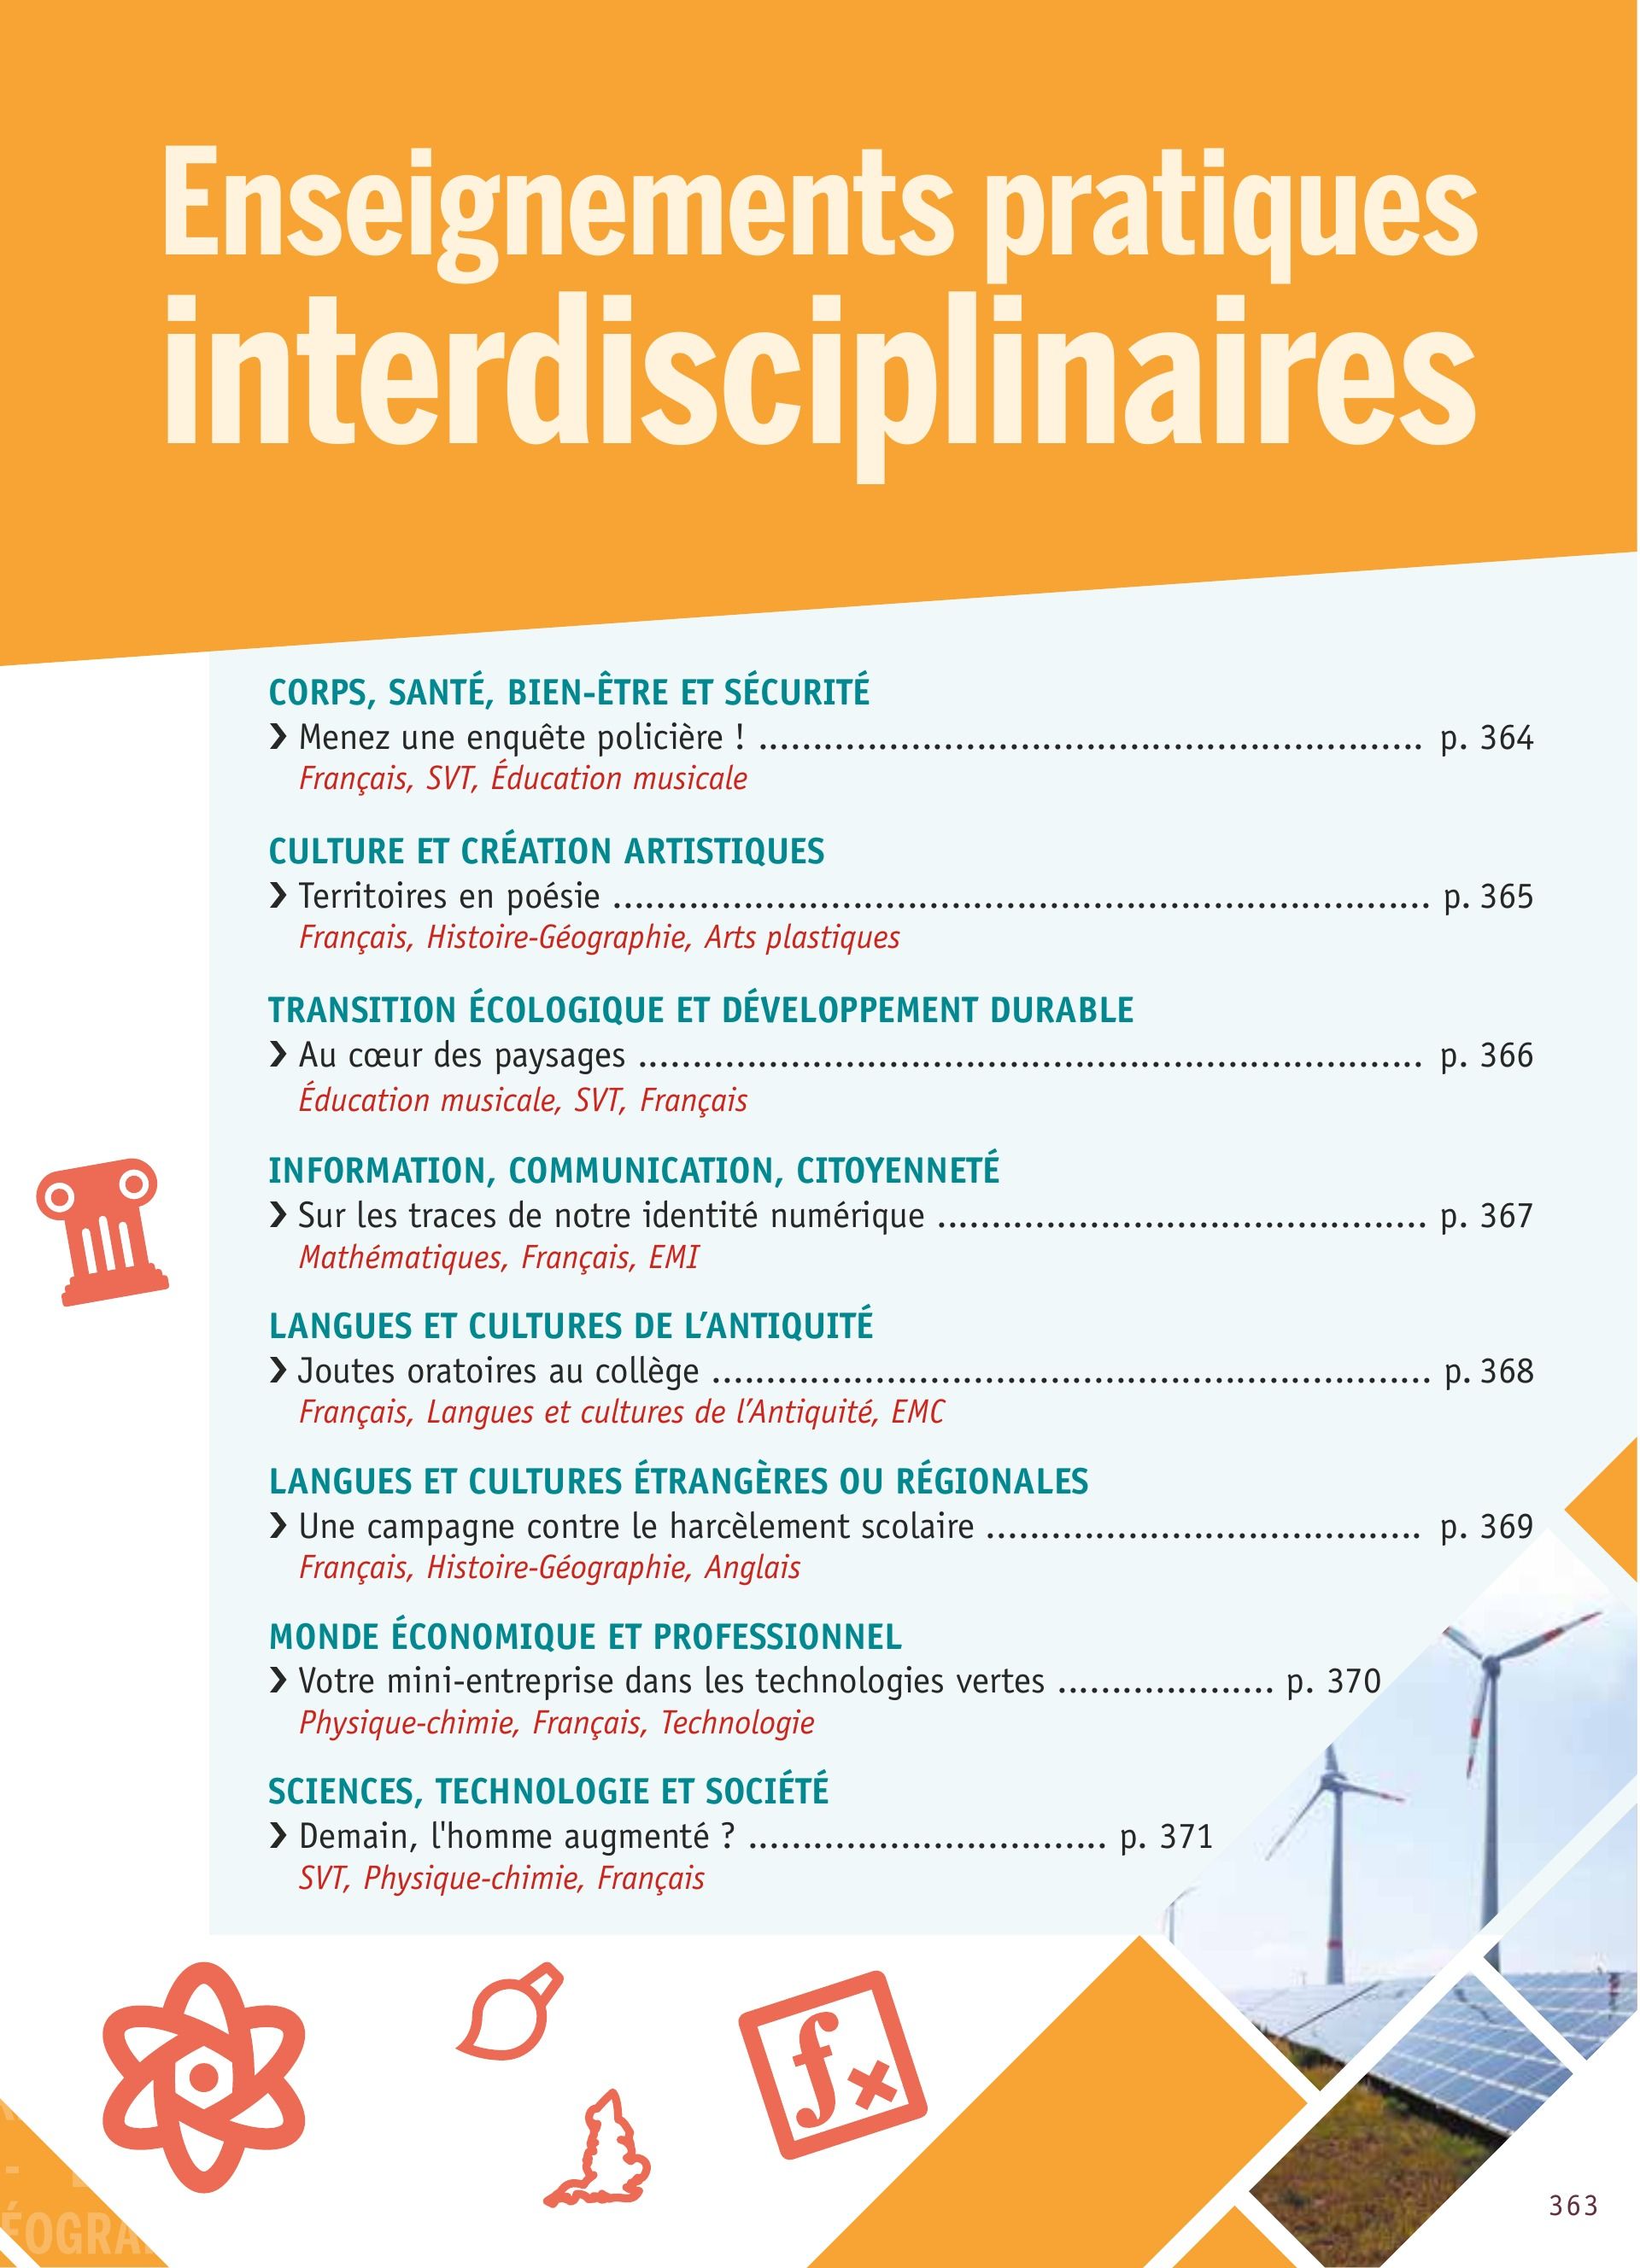 Enseignements pratiques
interdisciplinaires
CORPS, SANTÉ, BIEN-ÊTRE ET SÉCURITÉ
❯ Menez une enquête policière ! ............................................................ p. 364
Français, SVT, Éducation musicale
CULTURE ET CRÉATION ARTISTIQUES
❯ Territoires en poésie .......................................................................... p. 365
Français, Histoire-Géographie, Arts plastiques
TRANSITION ÉCOLOGIQUE ET DÉVELOPPEMENT DURABLE
❯ Au cœur des paysages ....................................................................... p. 366
Éducation musicale, SVT, Français
INFORMATION, COMMUNICATION, CITOYENNETÉ
❯ Sur les traces de notre identité numérique ............................................ p. 367
Mathématiques, Français, EMI
LANGUES ET CULTURES DE L’ANTIQUITÉ
❯ Joutes oratoires au collège ................................................................. p. 368
Français, Langues et cultures de l’Antiquité, EMC
LANGUES ET CULTURES ÉTRANGÈRES OU RÉGIONALES
❯ Une campagne contre le harcèlement scolaire ....................................... p. 369
Français, Histoire-Géographie, Anglais
MONDE ÉCONOMIQUE ET PROFESSIONNEL
❯ Votre mini-entreprise dans les technologies vertes .................... p. 370
Physique-chimie, Français, Technologie
SCIENCES, TECHNOLOGIE ET SOCIÉTÉ
❯ Demain, l'homme augmenté ? ................................. p. 371
SVT, Physique-chimie, Français
fx
363